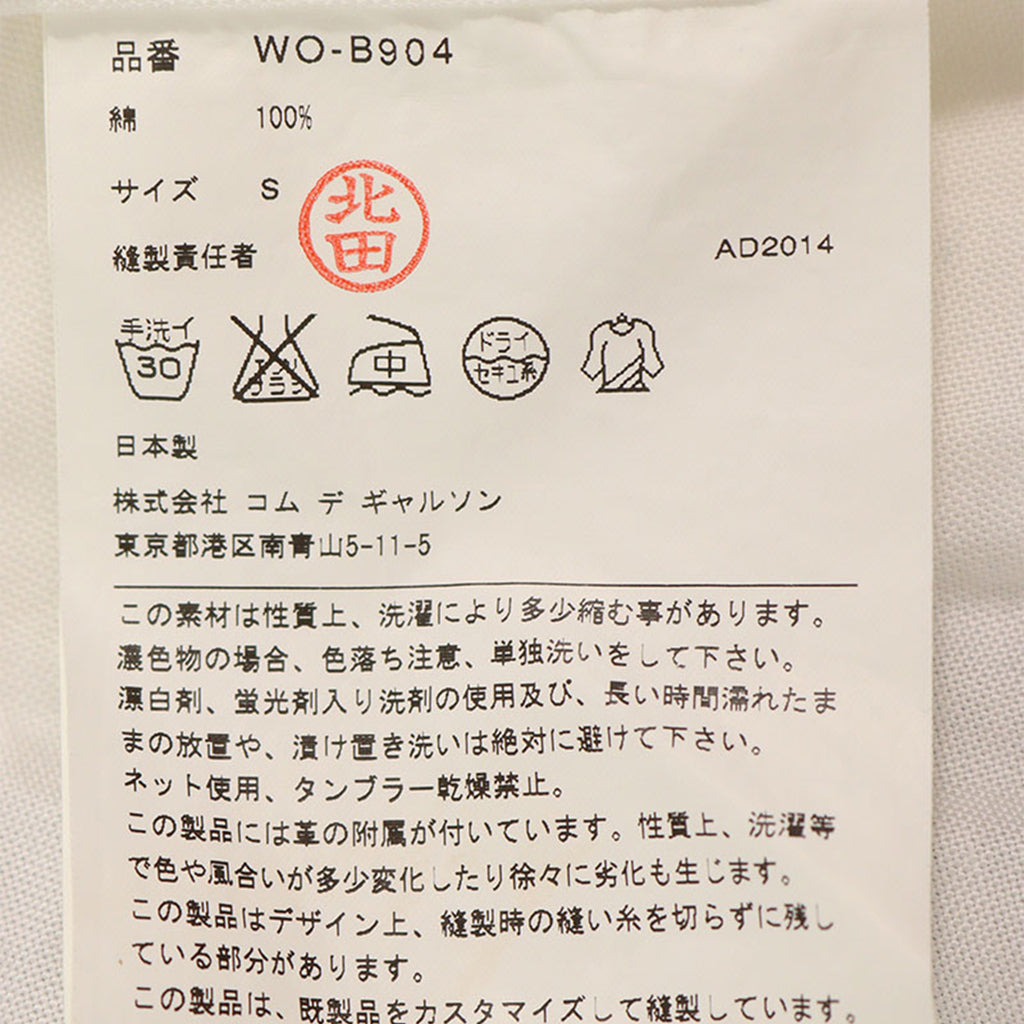 品番 WO-B904
綿 100%
サイズ S
北田
縫製責任者
AD2014
手洗イ
30
エンソ
サラシ
中
ドライ
セキユ系
日本製
株式会社 コム デ ギャルソン
東京都港区南青山5-11-5
この素材は性質上、洗濯により多少縮む事があります。
濃色物の場合、色落ち注意、単独洗いをして下さい。
漂白剤、蛍光剤入り洗剤の使用及び、長い時間濡れたま
まの放置や、漬け置き洗いは絶対に避けて下さい。
ネット使用、タンブラー乾燥禁止。
この製品には革の附属が付いています。性質上、洗濯等
で色や風合いが多少変化したり徐々に劣化も生じます。
この製品はデザイン上、縫製時の縫い糸を切らずに残し
ている部分があります。
この製品は、既製品をカスタマイズして縫製しています。